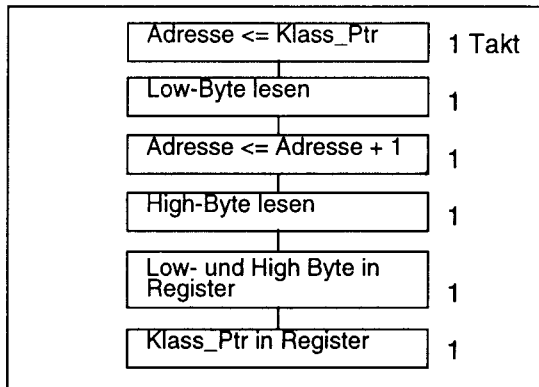 Adresse <= Klass_Ptr 1 Takt
Low-Byte lesen 1
Adresse <= Adresse + 1 1
High-Byte lesen 1
Low- und High Byte in
Register 1
Klass_Ptr in Register 1